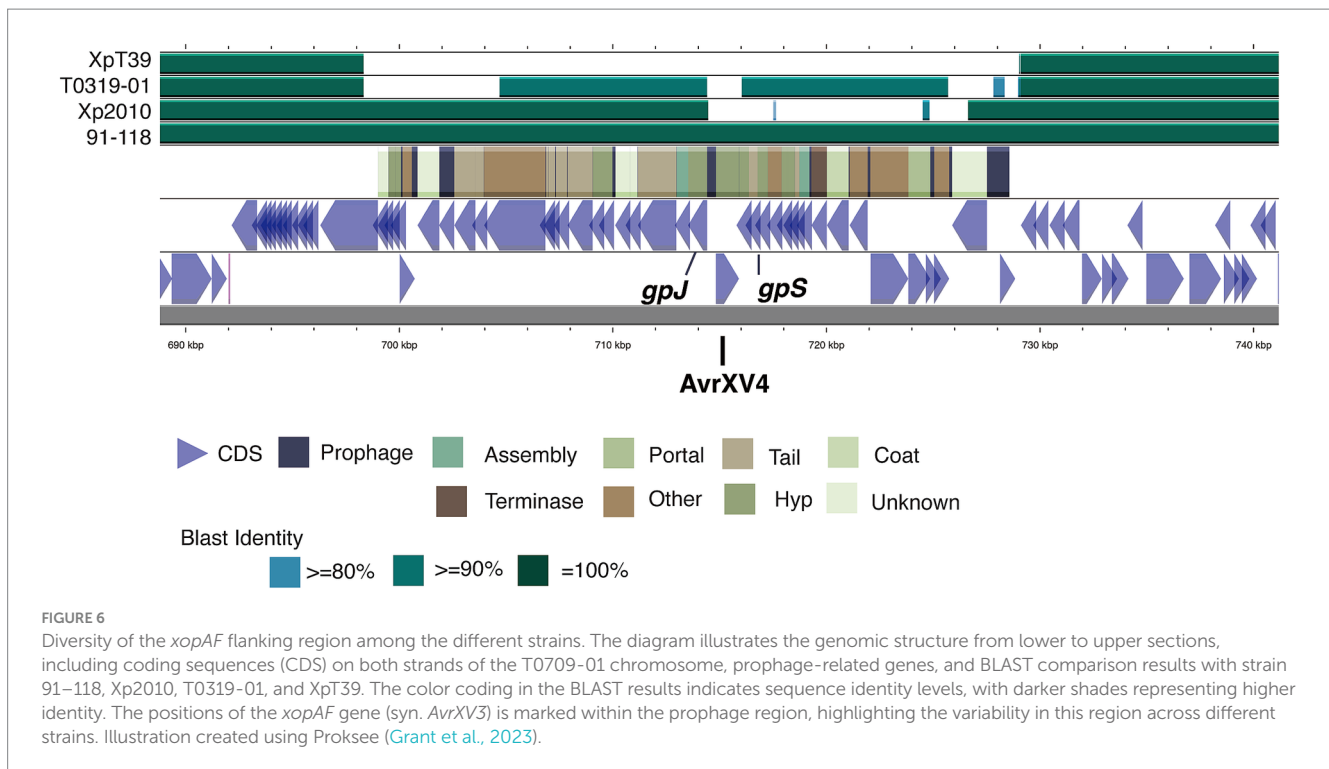 XpT39
T0319-01
Xp2010
91-118
gpJ
gpS
690 kbp
700 kbp
710 kbp
720 kbp
730 kbp
740 kbp
AvrXV4
CDS
Prophage
Assembly
Portal
Tail
Coat
Terminase
Other
Hyp
Unknown
Blast Identity
>=80%
>=90%
=100%
FIGURE 6
Diversity of the xopAF flanking region among the different strains. The diagram illustrates the genomic structure from lower to upper sections,
including coding sequences (CDS) on both strands of the T0709-01 chromosome, prophage-related genes, and BLAST comparison results with strain
91–118, Xp2010, T0319-01, and XpT39. The color coding in the BLAST results indicates sequence identity levels, with darker shades representing higher
identity. The positions of the xopAF gene (syn. AvrXV3) is marked within the prophage region, highlighting the variability in this region across different
strains. Illustration created using Proksee (Grant et al., 2023).